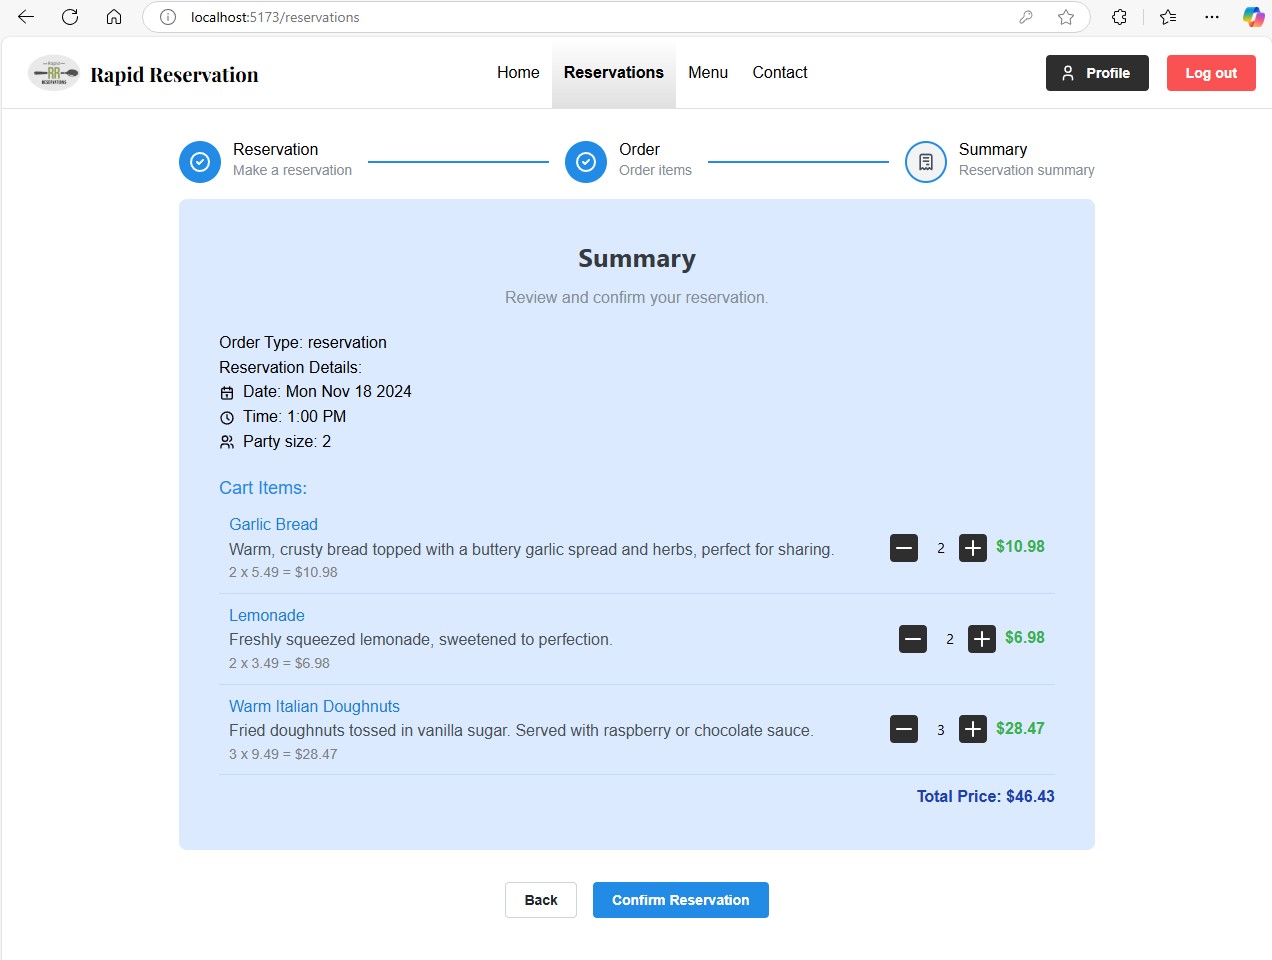 localhost:5173/reservations
RAPID
RR
RESERVATIONS
Rapid Reservation
Home
Reservations
Menu
Contact
Profile
Log out
Reservation
Make a reservation
Order
Order items
Summary
Reservation summary
Summary
Review and confirm your reservation.
Order Type: reservation
Reservation Details:
Date: Mon Nov 18 2024
Time: 1:00 PM
Party size: 2
Cart Items:
Garlic Bread
Warm, crusty bread topped with a buttery garlic spread and herbs, perfect for sharing.
2 x 5.49 = $10.98
2
$10.98
Lemonade
Freshly squeezed lemonade, sweetened to perfection.
2 x 3.49 = $6.98
2
$6.98
Warm Italian Doughnuts
Fried doughnuts tossed in vanilla sugar. Served with raspberry or chocolate sauce.
3 x 9.49 = $28.47
3
$28.47
Total Price: $46.43
Back
Confirm Reservation